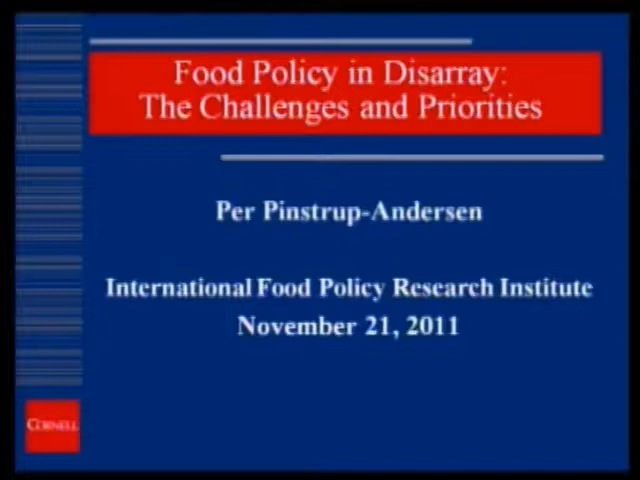 Food Policy in Disarray:
The Challenges and Priorities
Per Pinstrup-Andersen
International Food Policy Research Institute
November 21, 2011
CORNELL